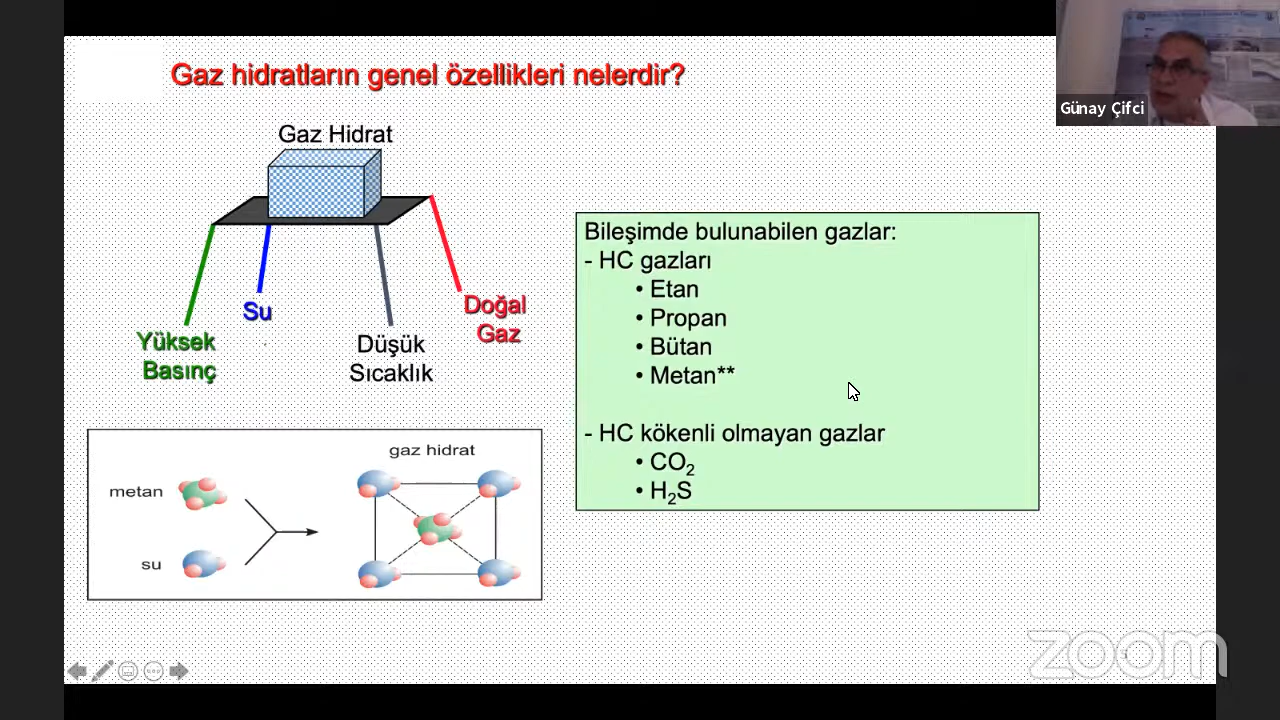 Gaz hidratların genel özellikleri nelerdir?
Günay Çifci
Gaz Hidrat
Yüksek
Basınç
Su
Düşük
Sıcaklık
Doğal
Gaz
Bileşimde bulunabilen gazlar:
- HC gazları
• Etan
• Propan
• Bütan
• Metan**
- HC kökenli olmayan gazlar
• CO₂
• H₂S
gaz hidrat
metan
su
zoom